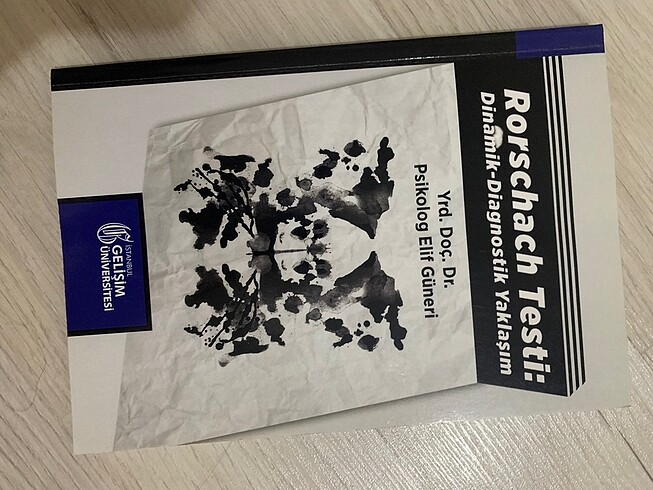 Rorschach Testi:
Dinamik-Diagnostik Yaklaşım
Yrd. Doç. Dr.
Psikolog Elif Güneri
İSTANBUL
GELİŞİM
ÜNİVERSİTESİ